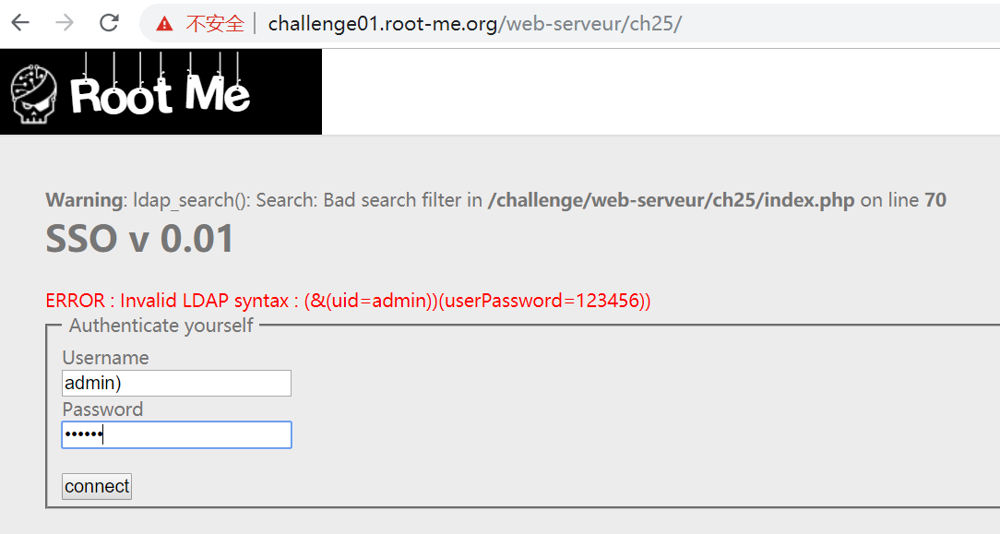 不安全 | challenge01.root-me.org/web-serveur/ch25/
Root Me
Warning: ldap_search(): Search: Bad search filter in /challenge/web-serveur/ch25/index.php on line 70
SSO v 0.01
ERROR : Invalid LDAP syntax : (&(uid=admin))(userPassword=123456))
Authenticate yourself
Username
admin)
Password
••••••
connect